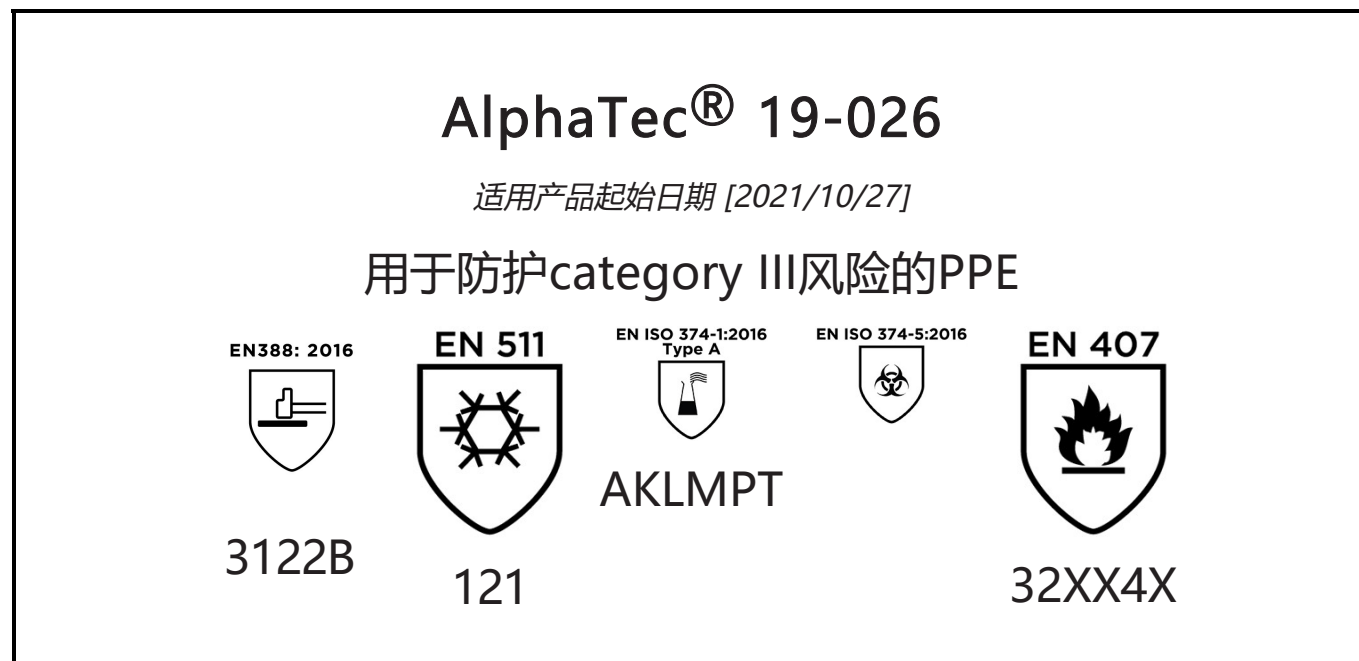 AlphaTec® 19-026
适用产品起始日期 [2021/10/27]
用于防护category III风险的PPE
EN388: 2016
3122B
EN 511
121
EN ISO 374-1:2016
Type A
AKLMPT
EN ISO 374-5:2016
EN 407
32XX4X